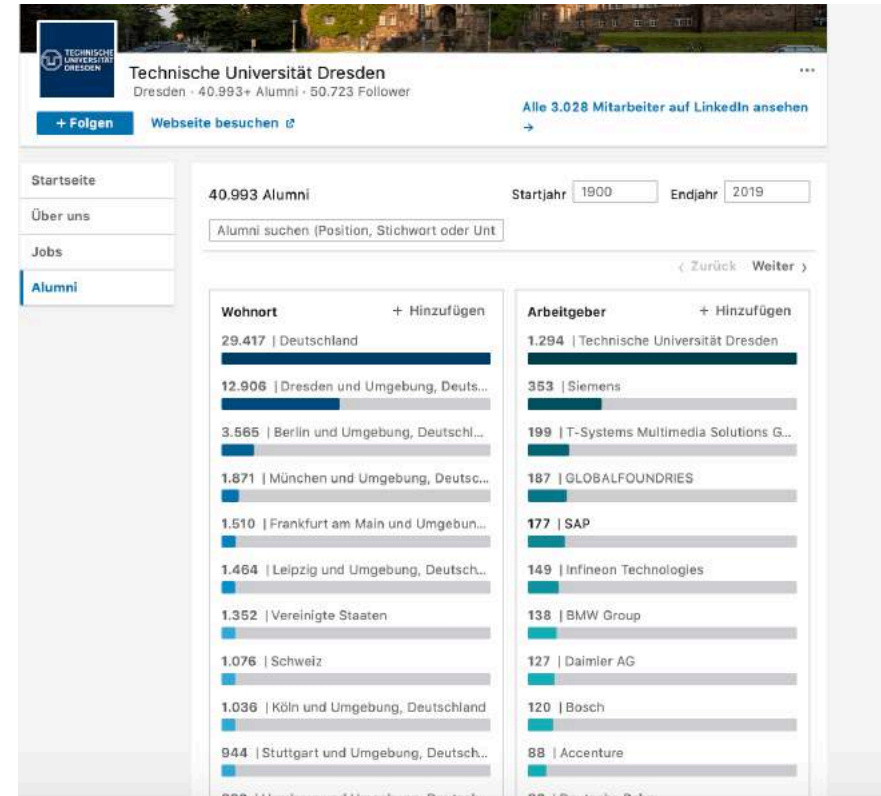 TECHNISCHE
UNIVERSITÄT
DRESDEN
Technische Universität Dresden
Dresden · 40.993+ Alumni · 50.723 Follower
+ Folgen
Webseite besuchen
Alle 3.028 Mitarbeiter auf LinkedIn ansehen
→
Startseite
Über uns
Jobs
Alumni
40.993 Alumni
Startjahr 1900
Endjahr 2019
Alumni suchen (Position, Stichwort oder Unt
‹ Zurück Weiter ›
Wohnort + Hinzufügen
29.417 | Deutschland
12.906 | Dresden und Umgebung, Deuts...
3.565 | Berlin und Umgebung, Deutschl...
1.871 | München und Umgebung, Deutsc...
1.510 | Frankfurt am Main und Umgebun...
1.464 | Leipzig und Umgebung, Deutsch...
1.352 | Vereinigte Staaten
1.076 | Schweiz
1.036 | Köln und Umgebung, Deutschland
944 | Stuttgart und Umgebung, Deutsch...
Arbeitgeber + Hinzufügen
1.294 | Technische Universität Dresden
353 | Siemens
199 | T-Systems Multimedia Solutions G...
187 | GLOBALFOUNDRIES
177 | SAP
149 | Infineon Technologies
138 | BMW Group
127 | Daimler AG
120 | Bosch
88 | Accenture